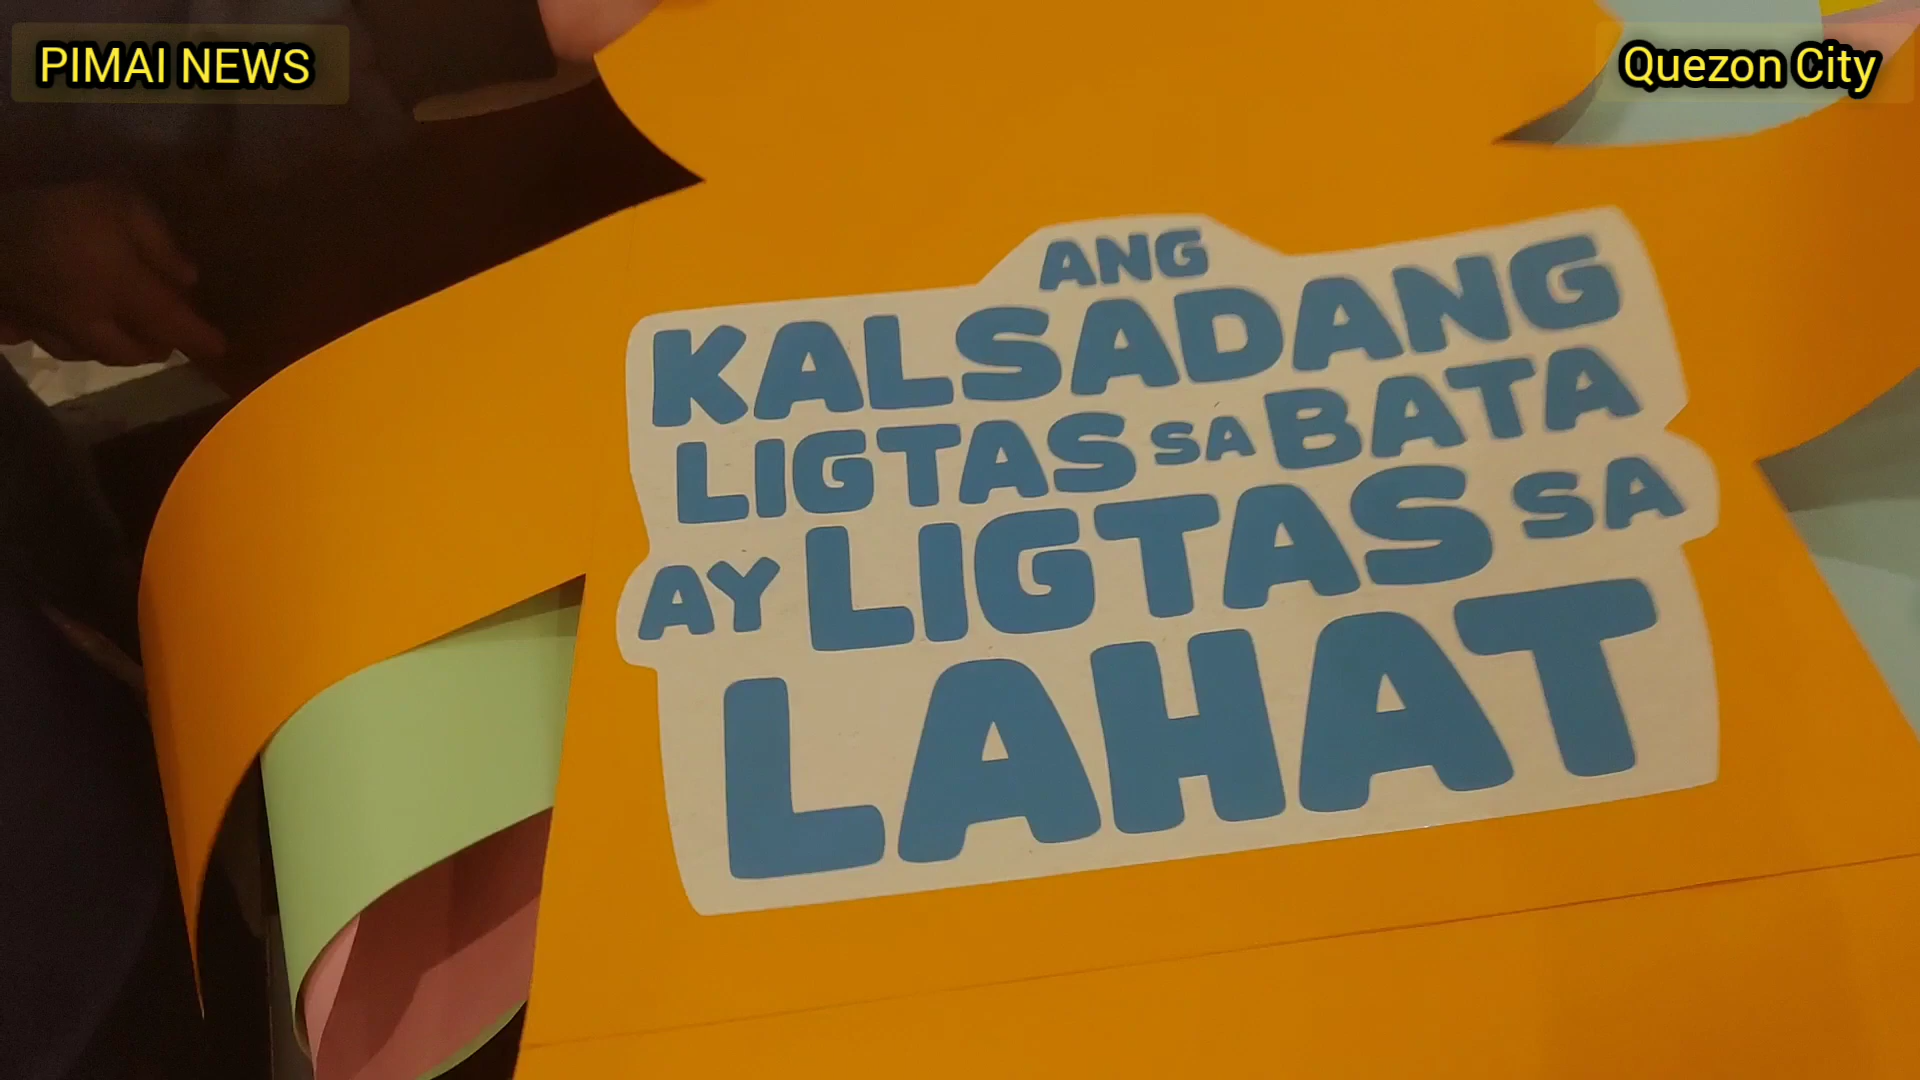 PIMAI NEWS
Quezon City
ANG
KALSADANG
LIGTAS SA BATA
AY LIGTAS SA
LAHAT